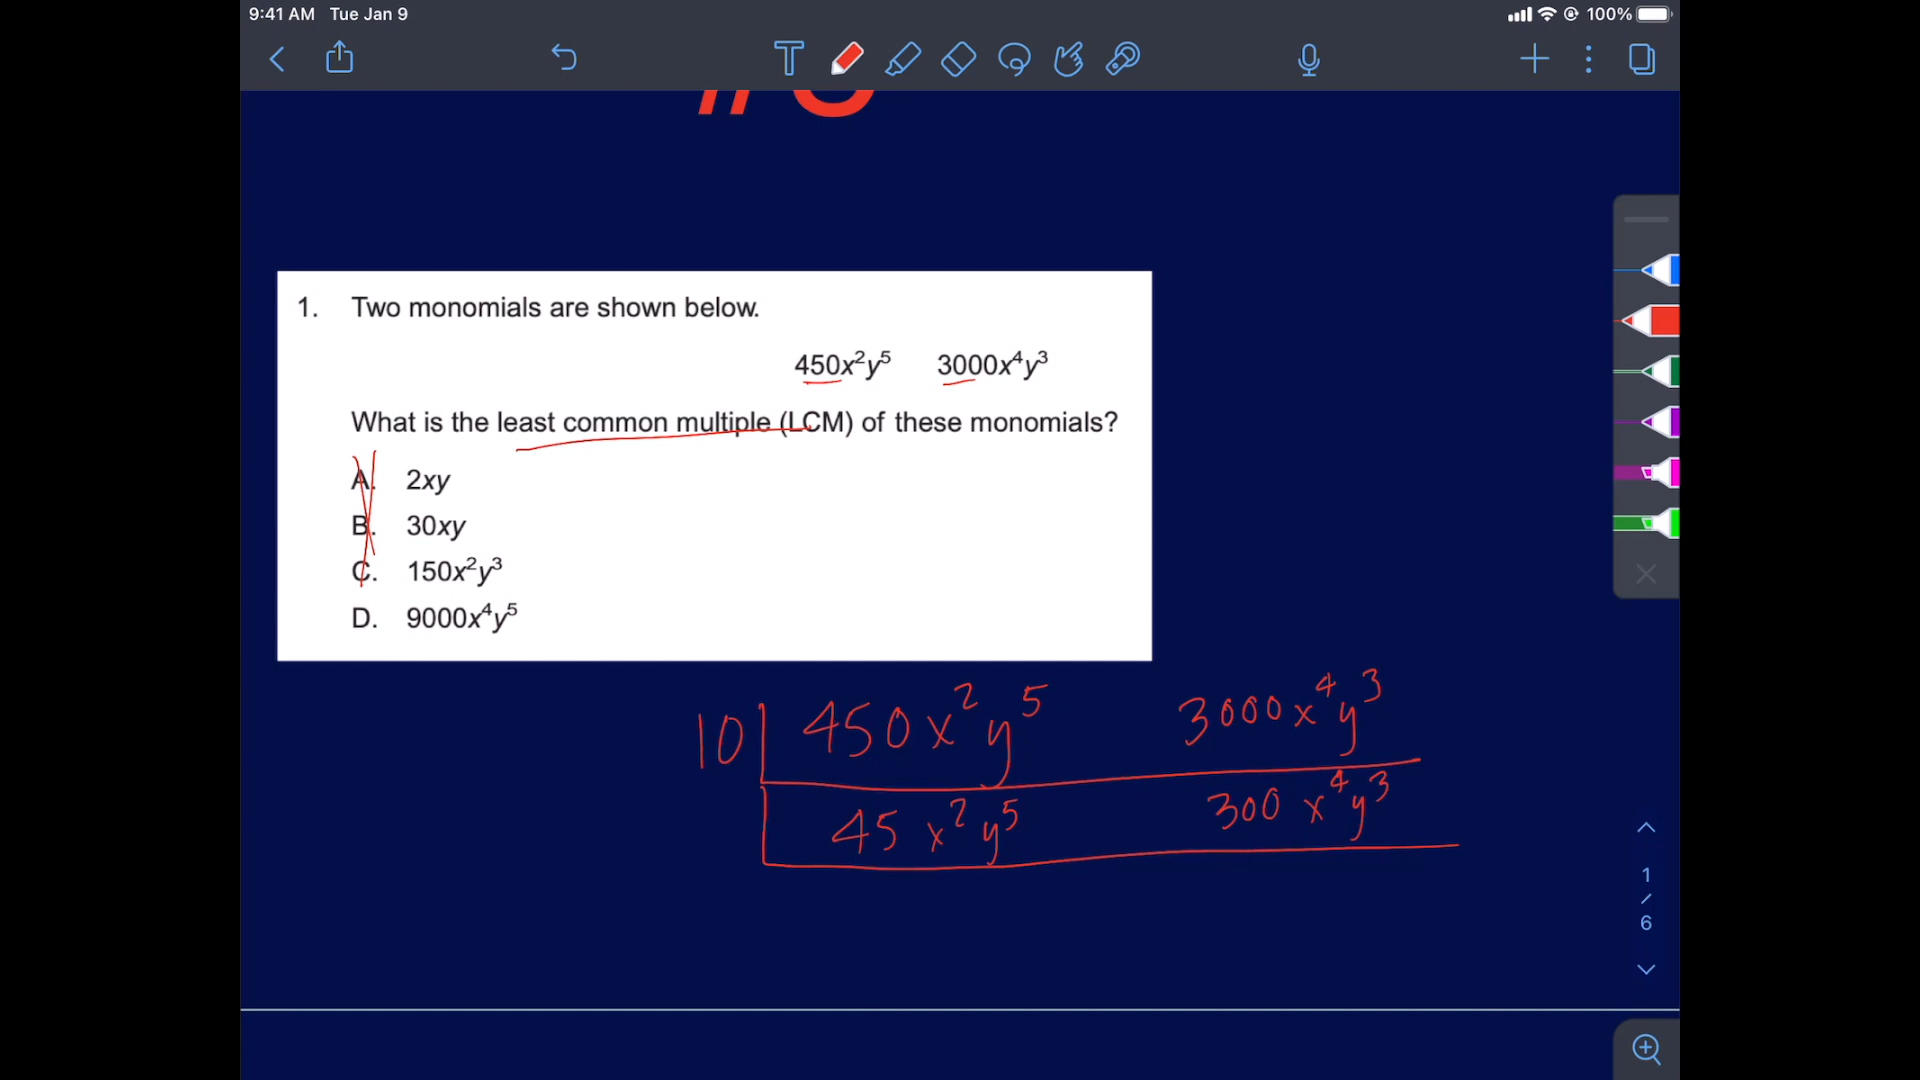 9:41 AM Tue Jan 9
100%
1. Two monomials are shown below.
450x²y⁵ 3000x⁴y³
What is the least common multiple (LCM) of these monomials?
A. 2xy
B. 30xy
C. 150x²y³
D. 9000x⁴y⁵
10 450x²y⁵ 3000x⁴y³
45x²y⁵ 300x⁴y³
1
/
6